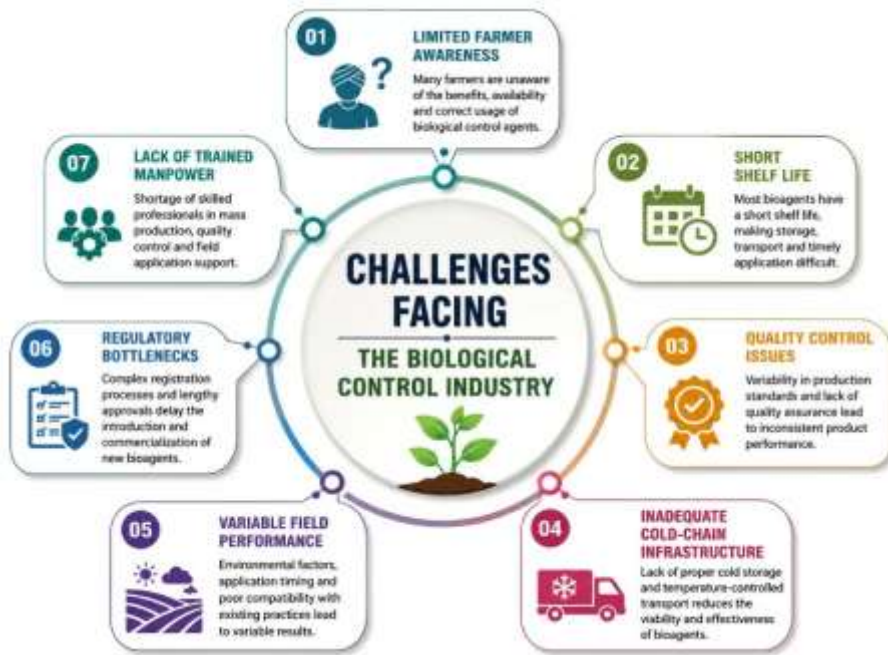 CHALLENGES
FACING
THE BIOLOGICAL
CONTROL INDUSTRY
01
LIMITED FARMER
AWARENESS
?
Many farmers are unaware
of the benefits, availability
and correct usage of
biological control agents.
02
SHORT
SHELF LIFE
Most bioagents have
a short shelf life,
making storage,
transport and timely
application difficult.
03
QUALITY CONTROL
ISSUES
Variability in production
standards and lack of
quality assurance lead
to inconsistent product
performance.
04
INADEQUATE
COLD-CHAIN
INFRASTRUCTURE
Lack of proper cold storage
and temperature-controlled
transport reduces the
viability and effectiveness
of bioagents.
05
VARIABLE FIELD
PERFORMANCE
Environmental factors,
application timing and
poor compatibility with
existing practices lead
to variable results.
06
REGULATORY
BOTTLENECKS
Complex registration
processes and lengthy
approvals delay the
introduction and
commercialization of
new bioagents.
07
LACK OF TRAINED
MANPOWER
Shortage of skilled
professionals in mass
production, quality
control and field
application support.